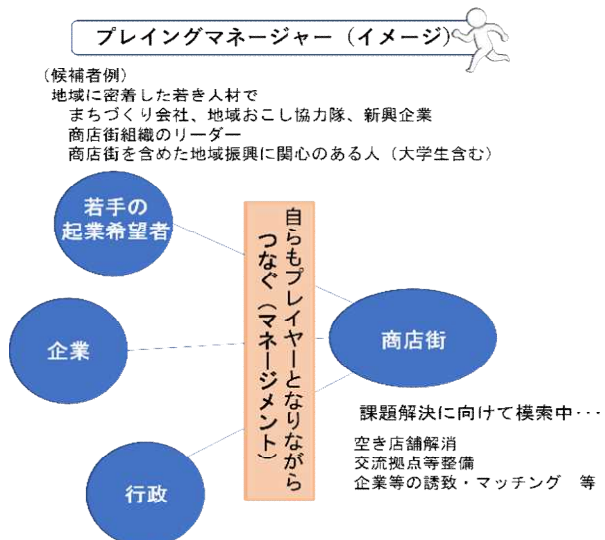 プレイングマネージャー（イメージ）
（候補者例）
地域に密着した若き人材で
まちづくり会社、地域おこし協力隊、新興企業
商店街組織のリーダー
商店街を含めた地域振興に関心のある人（大学生含む）
若手の
起業希望者
企業
行政
自らもプレイヤーとなりながら
つなぐ（マネージメント）
商店街
課題解決に向けて模索中･･･
空き店舗解消
交流拠点等整備
企業等の誘致・マッチング　等